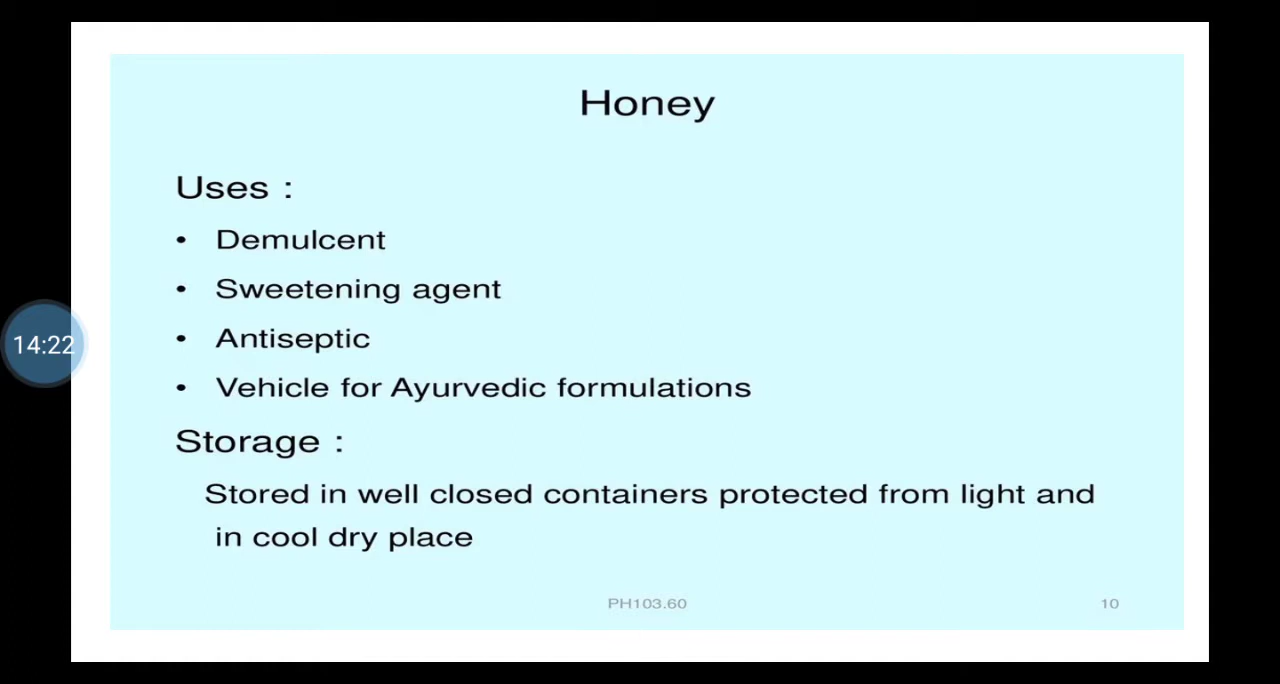 Honey
Uses :
• Demulcent
• Sweetening agent
• Antiseptic
• Vehicle for Ayurvedic formulations
14:22
Storage :
Stored in well closed containers protected from light and
in cool dry place
PH103.60
10